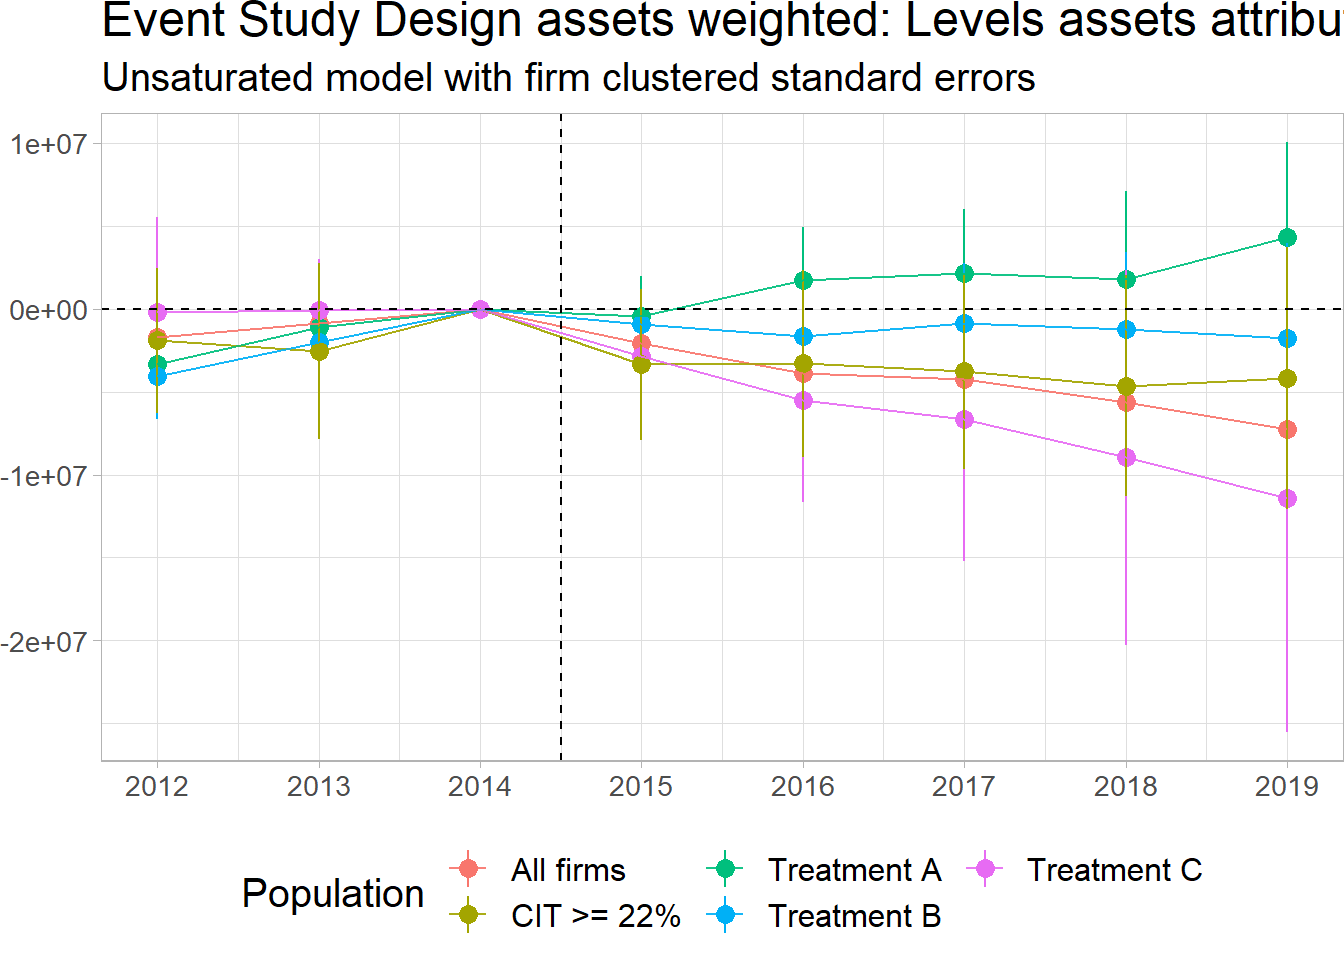 Event Study Design assets weighted: Levels assets attribu
Unsaturated model with firm clustered standard errors
1e+07
0e+00
-1e+07
-2e+07
2012 2013 2014 2015 2016 2017 2018 2019
Population
All firms Treatment A Treatment C
CIT >= 22% Treatment B